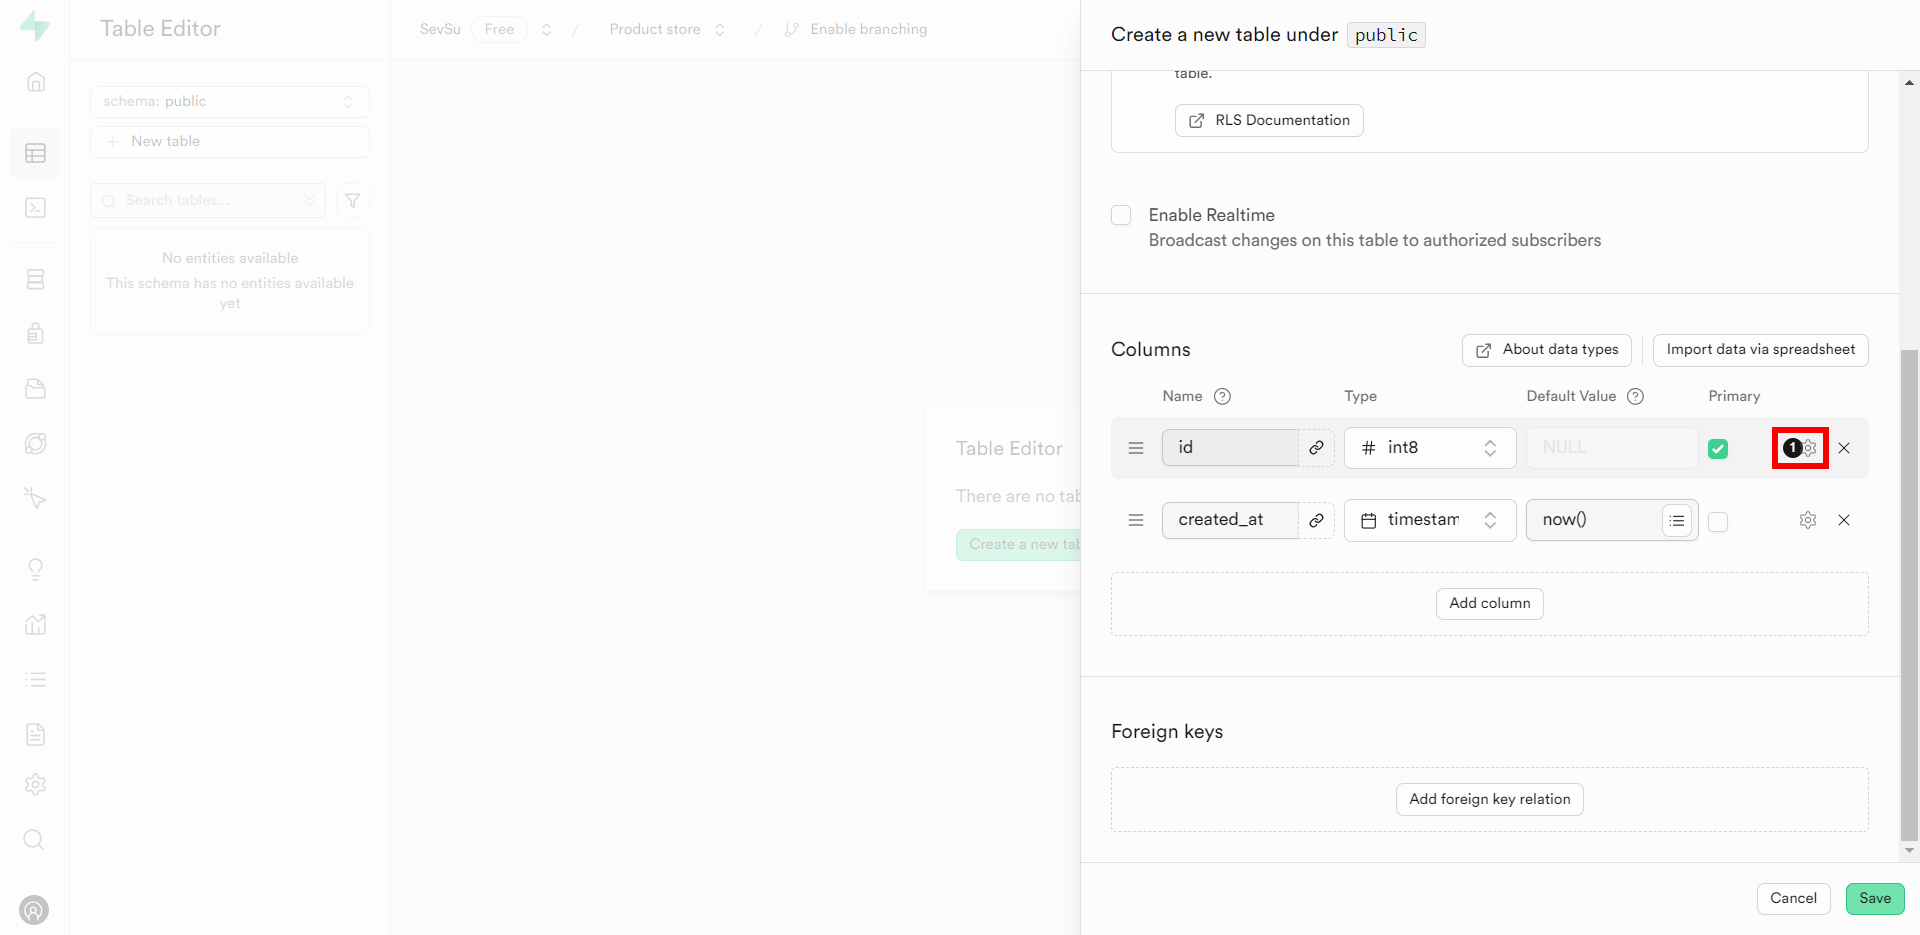 Table Editor
SevSu Free / Product store / Enable branching
Create a new table under public
schema: public
New table
Search tables...
No entities available
This schema has no entities available
yet
Table Editor
There are no tab
Create a new tab
table.
RLS Documentation
Enable Realtime
Broadcast changes on this table to authorized subscribers
Columns
About data types
Import data via spreadsheet
Name ? Type Default Value ? Primary
id # int8 NULL 1
created_at timestam now()
Add column
Foreign keys
Add foreign key relation
Cancel Save